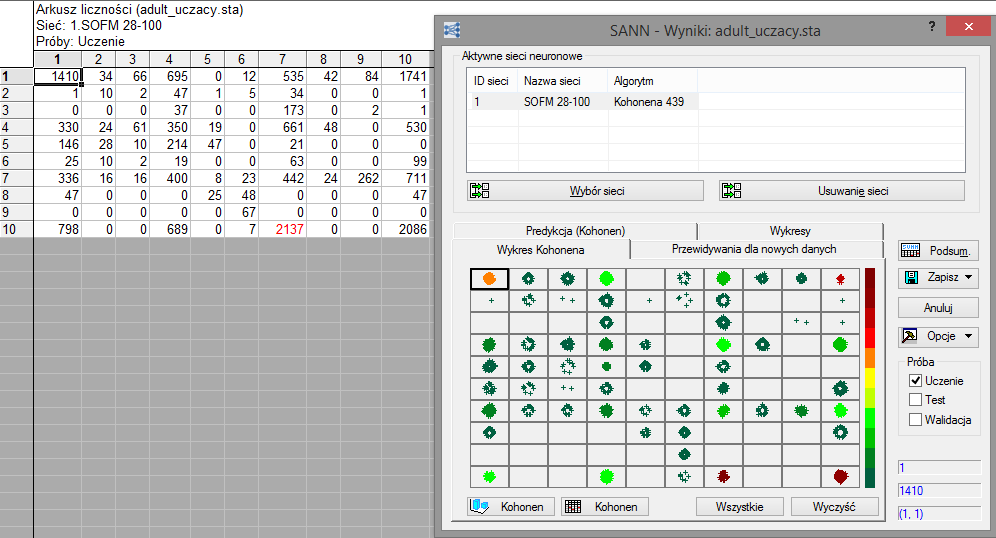 Arkusz liczności (adult_uczacy.sta)
Sieć: 1.SOFM 28-100
Próby: Uczenie
1 2 3 4 5 6 7 8 9 10
1 1410 34 66 695 0 12 535 42 84 1741
2 1 10 2 47 1 5 34 0 0 1
3 0 0 0 37 0 0 173 0 2 1
4 330 24 61 350 19 0 661 48 0 530
5 146 28 10 214 47 0 21 0 0 0
6 25 10 2 19 0 0 63 0 0 99
7 336 16 16 400 8 23 442 24 262 711
8 47 0 0 0 25 48 0 0 0 47
9 0 0 0 0 0 67 0 0 0 0
10 798 0 0 689 0 7 2137 0 0 2086
SANN - Wyniki: adult_uczacy.sta
? ×
Aktywne sieci neuronowe
ID sieci Nazwa sieci Algorytm
1 SOFM 28-100 Kohonena 439
Wybór sieci
Usuwanie sieci
Predykcja (Kohonen)
Wykresy
Wykres Kohonena
Przewidywania dla nowych danych
Podsum.
Zapisz
Anuluj
Opcje
Próba
Uczenie
Test
Walidacja
1
1410
(1, 1)
Kohonen
Kohonen
Wszystkie
Wyczyść